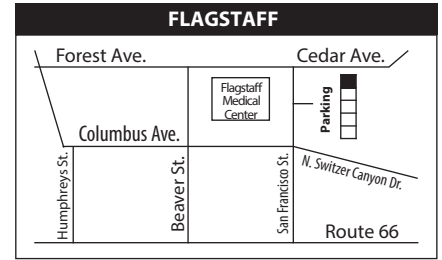 FLAGSTAFF
Forest Ave.
Cedar Ave.
Flagstaff
Medical
Center
Parking
Columbus Ave.
Humphreys St.
Beaver St.
San Francisco St.
N. Switzer Canyon Dr.
Route 66